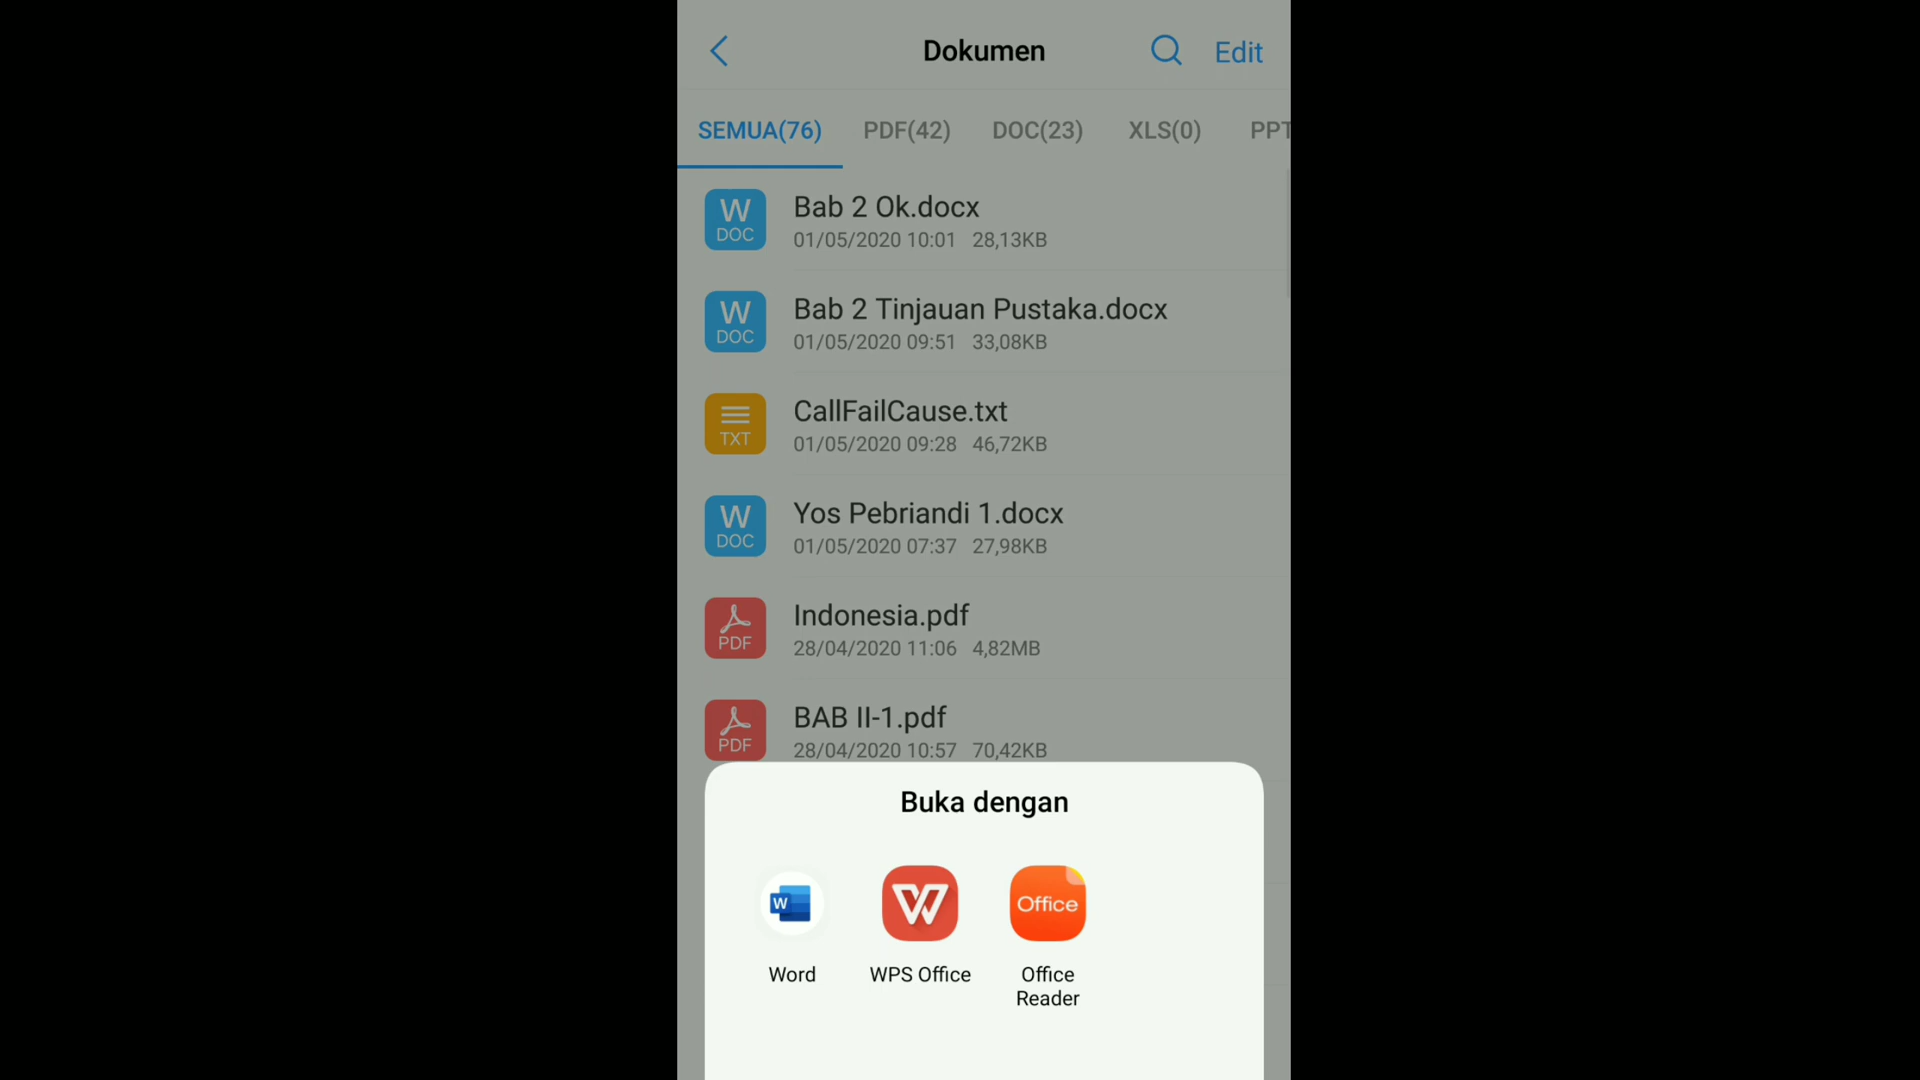 Dokumen
Edit
SEMUA(76) PDF(42) DOC(23) XLS(0) PPT
W
DOC
Bab 2 Ok.docx
01/05/2020 10:01 28,13KB
W
DOC
Bab 2 Tinjauan Pustaka.docx
01/05/2020 09:51 33,08KB
TXT
CallFailCause.txt
01/05/2020 09:28 46,72KB
W
DOC
Yos Pebriandi 1.docx
01/05/2020 07:37 27,98KB
PDF
Indonesia.pdf
28/04/2020 11:06 4,82MB
PDF
BAB II-1.pdf
28/04/2020 10:57 70,42KB
Buka dengan
W
W
Office
Word
WPS Office
Office
Reader